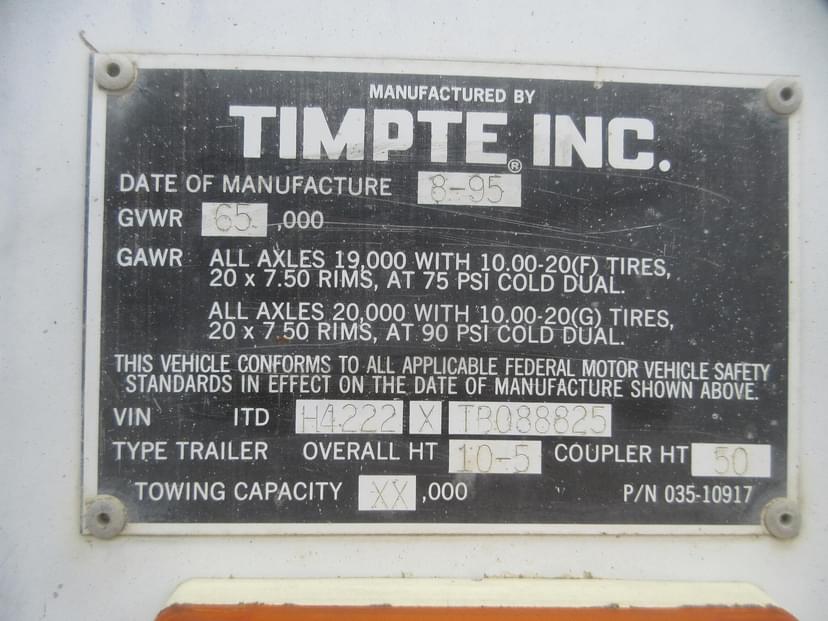 MANUFACTURED BY
TIMPTE® INC.
DATE OF MANUFACTURE 8-95
GVWR 65 ,000
GAWR ALL AXLES 19,000 WITH 10.00-20(F) TIRES,
20 x 7.50 RIMS, AT 75 PSI COLD DUAL.
ALL AXLES 20,000 WITH 10.00-20(G) TIRES,
20 x 7.50 RIMS, AT 90 PSI COLD DUAL.
THIS VEHICLE CONFORMS TO ALL APPLICABLE FEDERAL MOTOR VEHICLE SAFETY
STANDARDS IN EFFECT ON THE DATE OF MANUFACTURE SHOWN ABOVE.
VIN ITD H4222 X TB088825
TYPE TRAILER OVERALL HT 10-5 COUPLER HT 50
TOWING CAPACITY XX ,000 P/N 035-10917